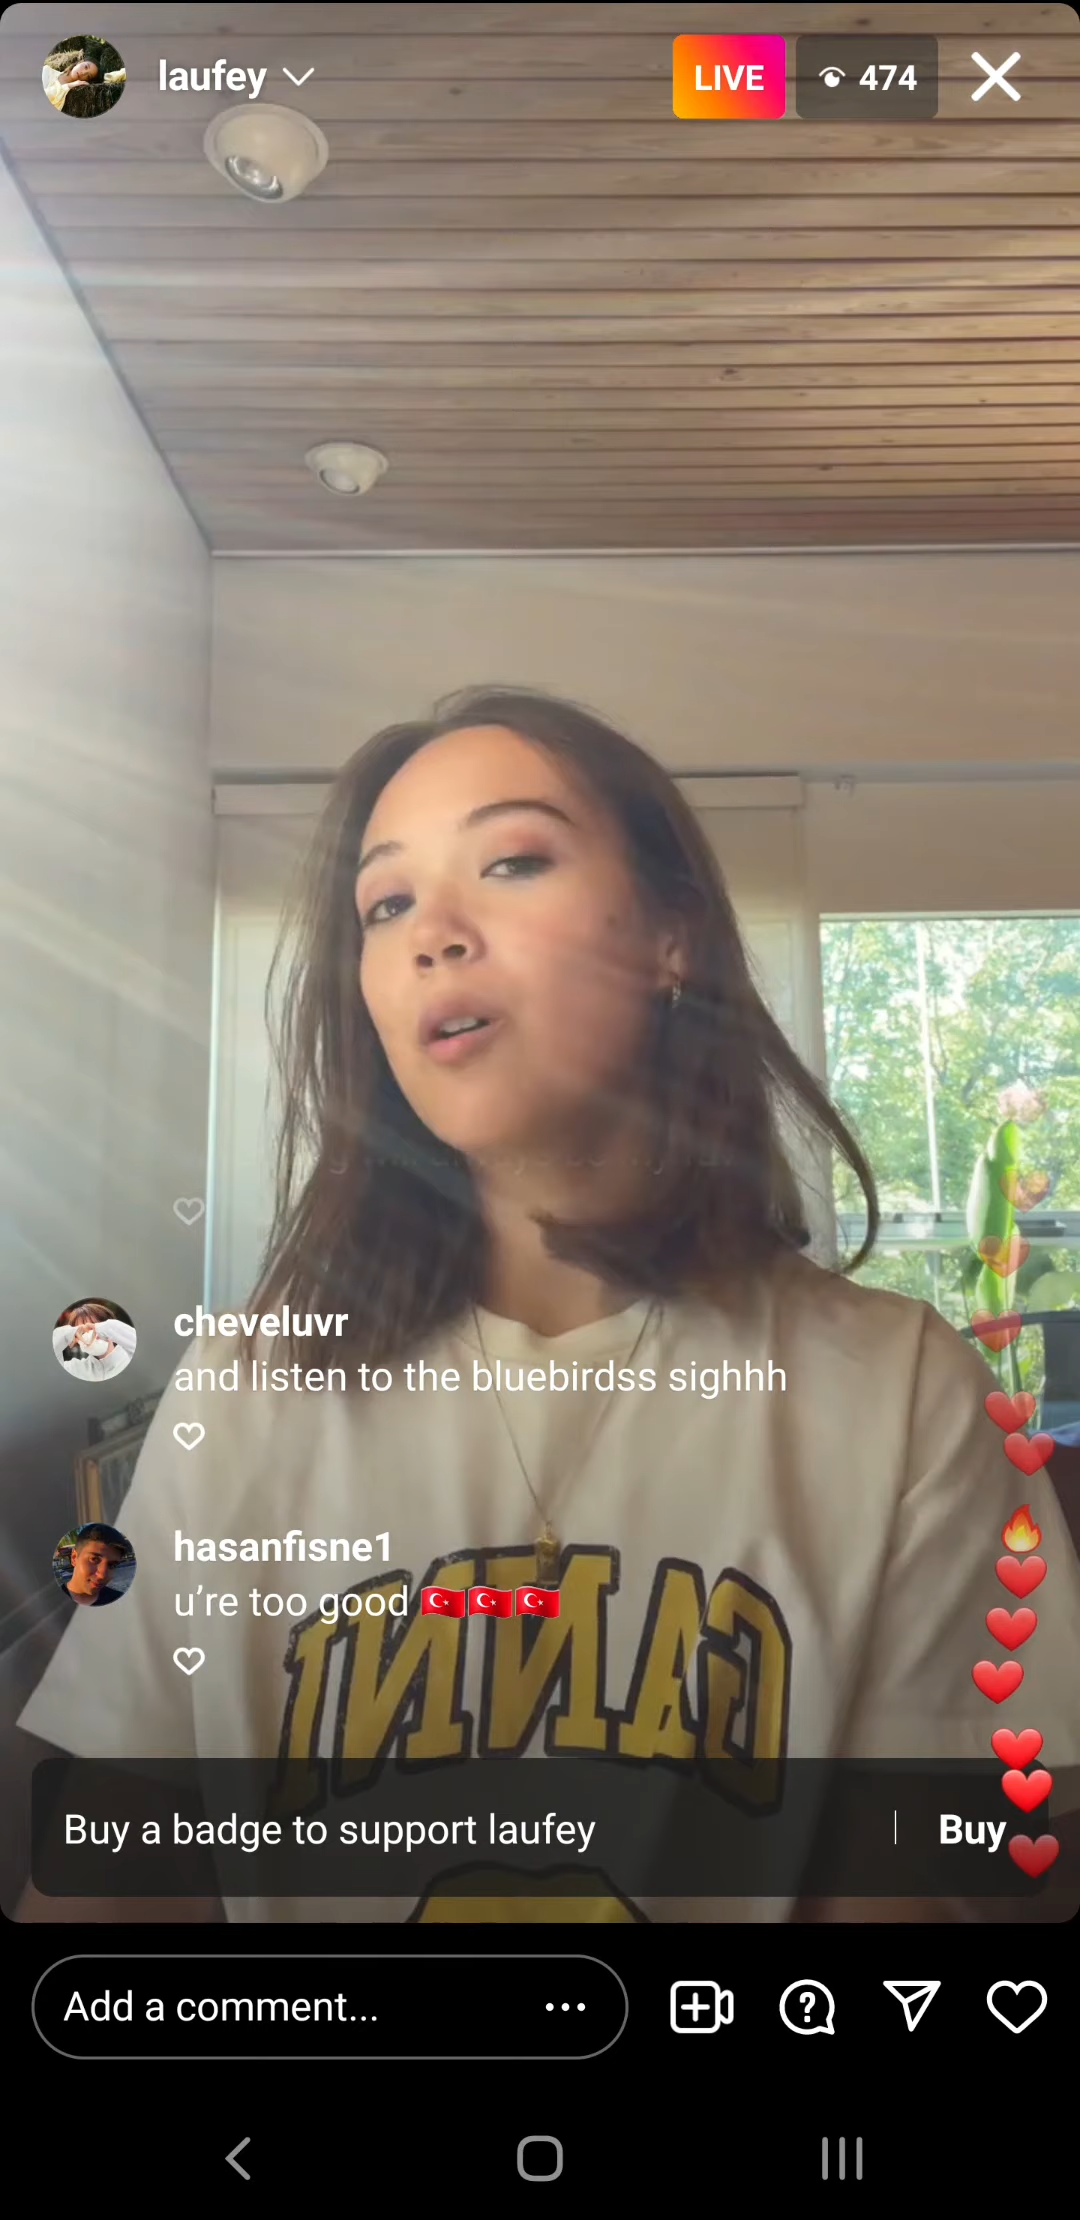 laufey
LIVE
474
cheveluvr
and listen to the bluebirdss sighhh
hasanfisne1
u’re too good 🇹🇷🇹🇷🇹🇷
GANNI
Buy a badge to support laufey
Buy
Add a comment...